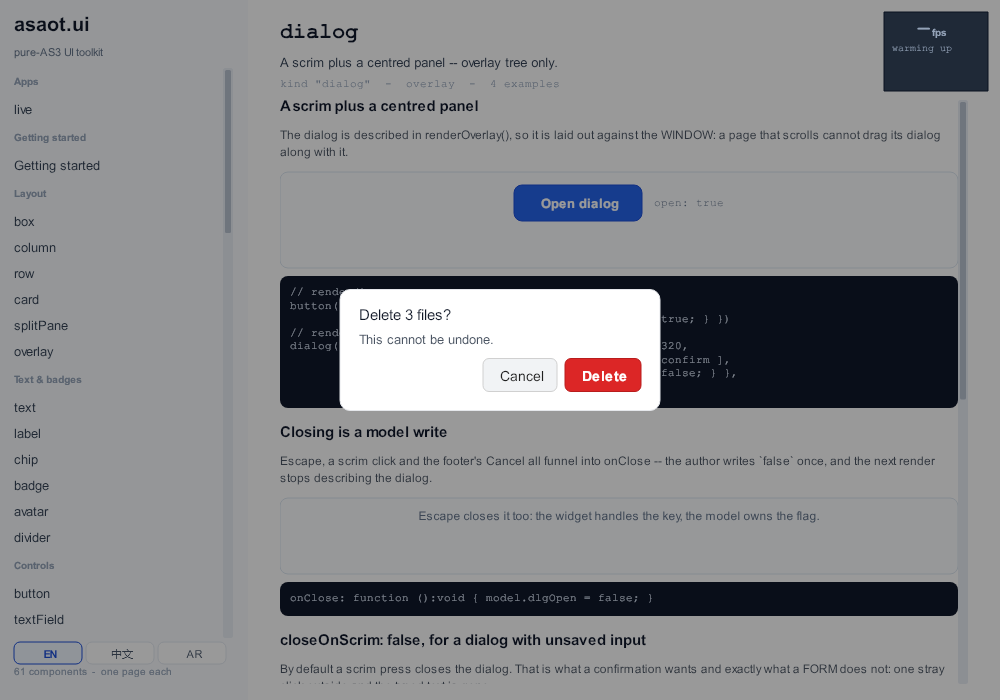 asaot.ui
pure-AS3 UI toolkit
Apps
live
Getting started
Getting started
Layout
box
column
row
card
splitPane
overlay
Text & badges
text
label
chip
badge
avatar
divider
Controls
button
textField
EN
中文
AR
61 components - one page each
dialog
A scrim plus a centred panel -- overlay tree only.
kind "dialog" - overlay - 4 examples
fps
warming up
A scrim plus a centred panel
The dialog is described in renderOverlay(), so it is laid out against the WINDOW: a page that scrolls cannot drag its dialog
along with it.
Open dialog
open: true
// rende
button(
true; } })
// rend
dialog(
320,
confirm ],
false; } },
Delete 3 files?
This cannot be undone.
Cancel
Delete
Closing is a model write
Escape, a scrim click and the footer's Cancel all funnel into onClose -- the author writes `false` once, and the next render
stops describing the dialog.
Escape closes it too: the widget handles the key, the model owns the flag.
onClose: function ():void { model.dlgOpen = false; }
closeOnScrim: false, for a dialog with unsaved input
By default a scrim press closes the dialog. That is what a confirmation wants and exactly what a FORM does not: one stray